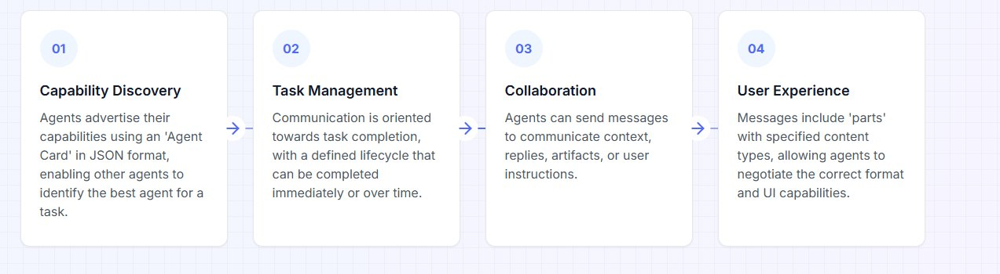 01
Capability Discovery
Agents advertise their
capabilities using an 'Agent
Card' in JSON format,
enabling other agents to
identify the best agent for a
task.
02
Task Management
Communication is oriented
towards task completion,
with a defined lifecycle that
can be completed
immediately or over time.
03
Collaboration
Agents can send messages
to communicate context,
replies, artifacts, or user
instructions.
04
User Experience
Messages include 'parts'
with specified content
types, allowing agents to
negotiate the correct format
and UI capabilities.